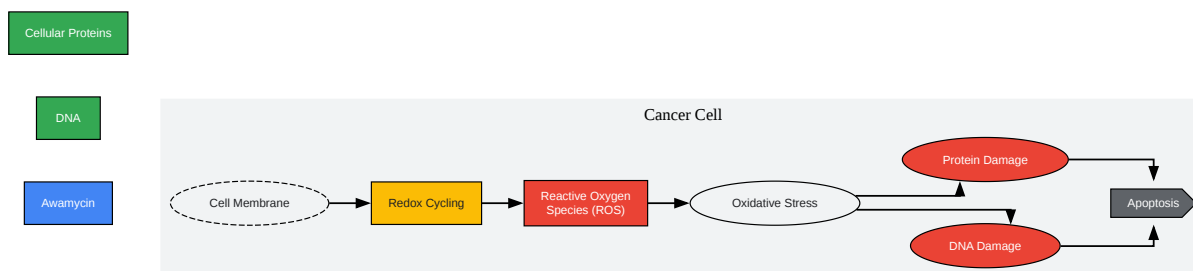 Cellular Proteins
DNA
Awamycin
Cancer Cell
Cell Membrane
Redox Cycling
Reactive Oxygen
Species (ROS)
Oxidative Stress
Protein Damage
DNA Damage
Apoptosis